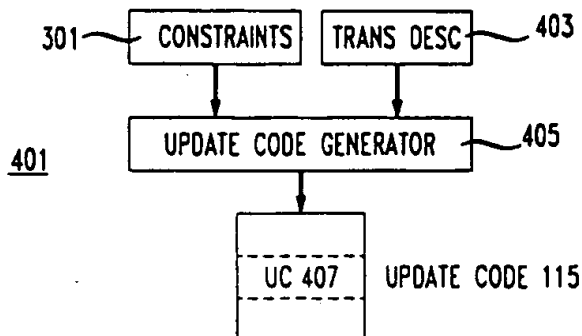 301 CONSTRAINTS TRANS DESC 403
UPDATE CODE GENERATOR 405
401
UC 407 UPDATE CODE 115